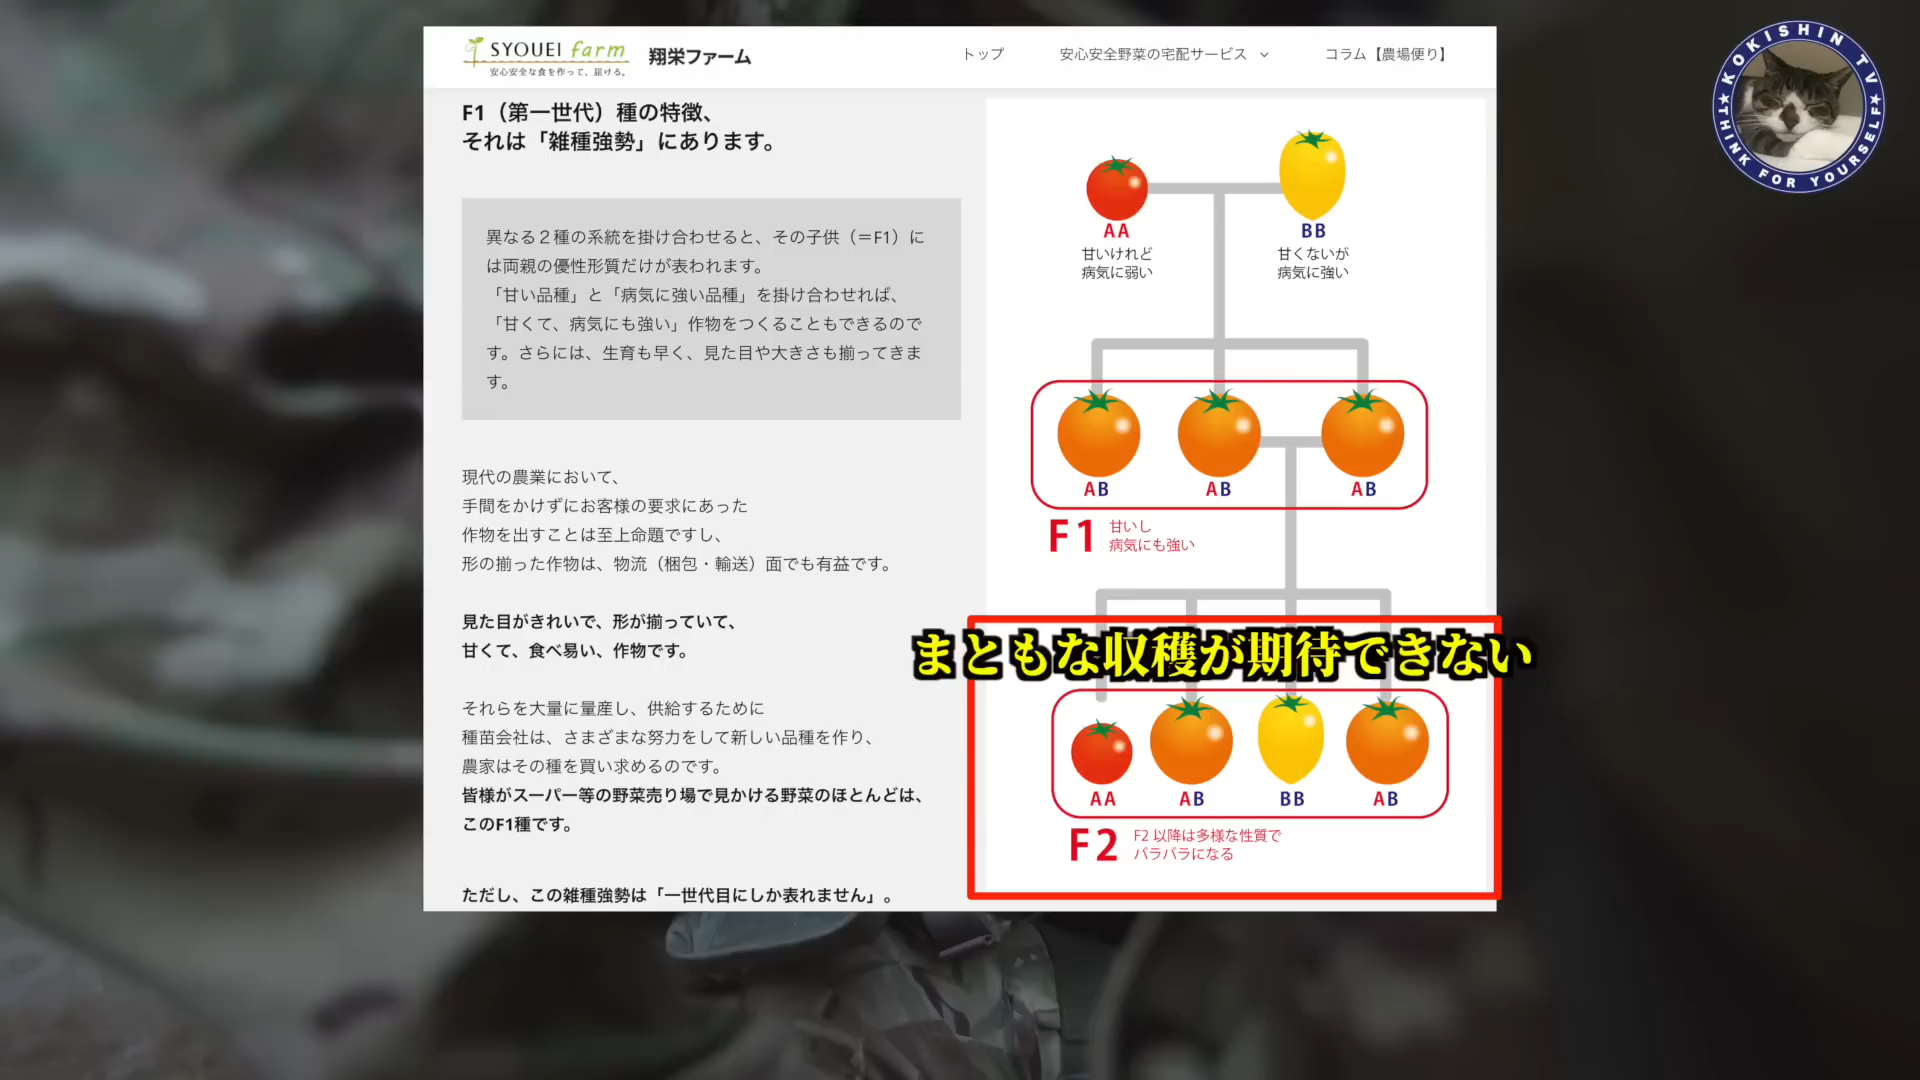 SYOUEI farm
安心安全な食を作って、届ける。
翔栄ファーム
トップ
安心安全野菜の宅配サービス
コラム【農場便り】
KOKISHIN TV
THINK FOR YOURSELF
F1（第一世代）種の特徴、
それは「雑種強勢」にあります。
異なる２種の系統を掛け合わせると、その子供（＝F1）に
は両親の優性形質だけが表われます。
「甘い品種」と「病気に強い品種」を掛け合わせれば、
「甘くて、病気にも強い」作物をつくることもできるので
す。さらには、生育も早く、見た目や大きさも揃ってきま
す。
現代の農業において、
手間をかけずにお客様の要求にあった
作物を出すことは至上命題ですし、
形の揃った作物は、物流（梱包・輸送）面でも有益です。
見た目がきれいで、形が揃っていて、
甘くて、食べ易い、作物です。
それらを大量に量産し、供給するために
種苗会社は、さまざまな努力をして新しい品種を作り、
農家はその種を買い求めるのです。
皆様がスーパー等の野菜売り場で見かける野菜のほとんどは、
このF1種です。
ただし、この雑種強勢は「一世代目にしか表れません」。
AA
甘いけれど
病気に弱い
BB
甘くないが
病気に強い
AB
AB
AB
F1
甘いし
病気にも強い
まともな収穫が期待できない
AA
AB
BB
AB
F2
F2 以降は多様な性質で
バラバラになる